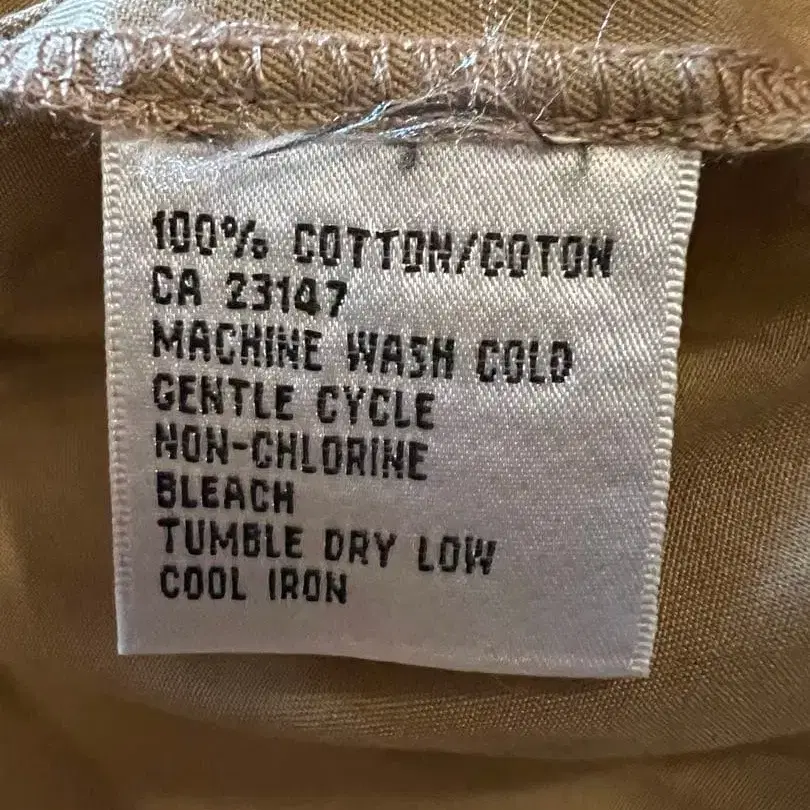 100% COTTON/COTON
CA 23147
MACHINE WASH COLD
GENTLE CYCLE
NON-CHLORINE
BLEACH
TUMBLE DRY LOW
COOL IRON